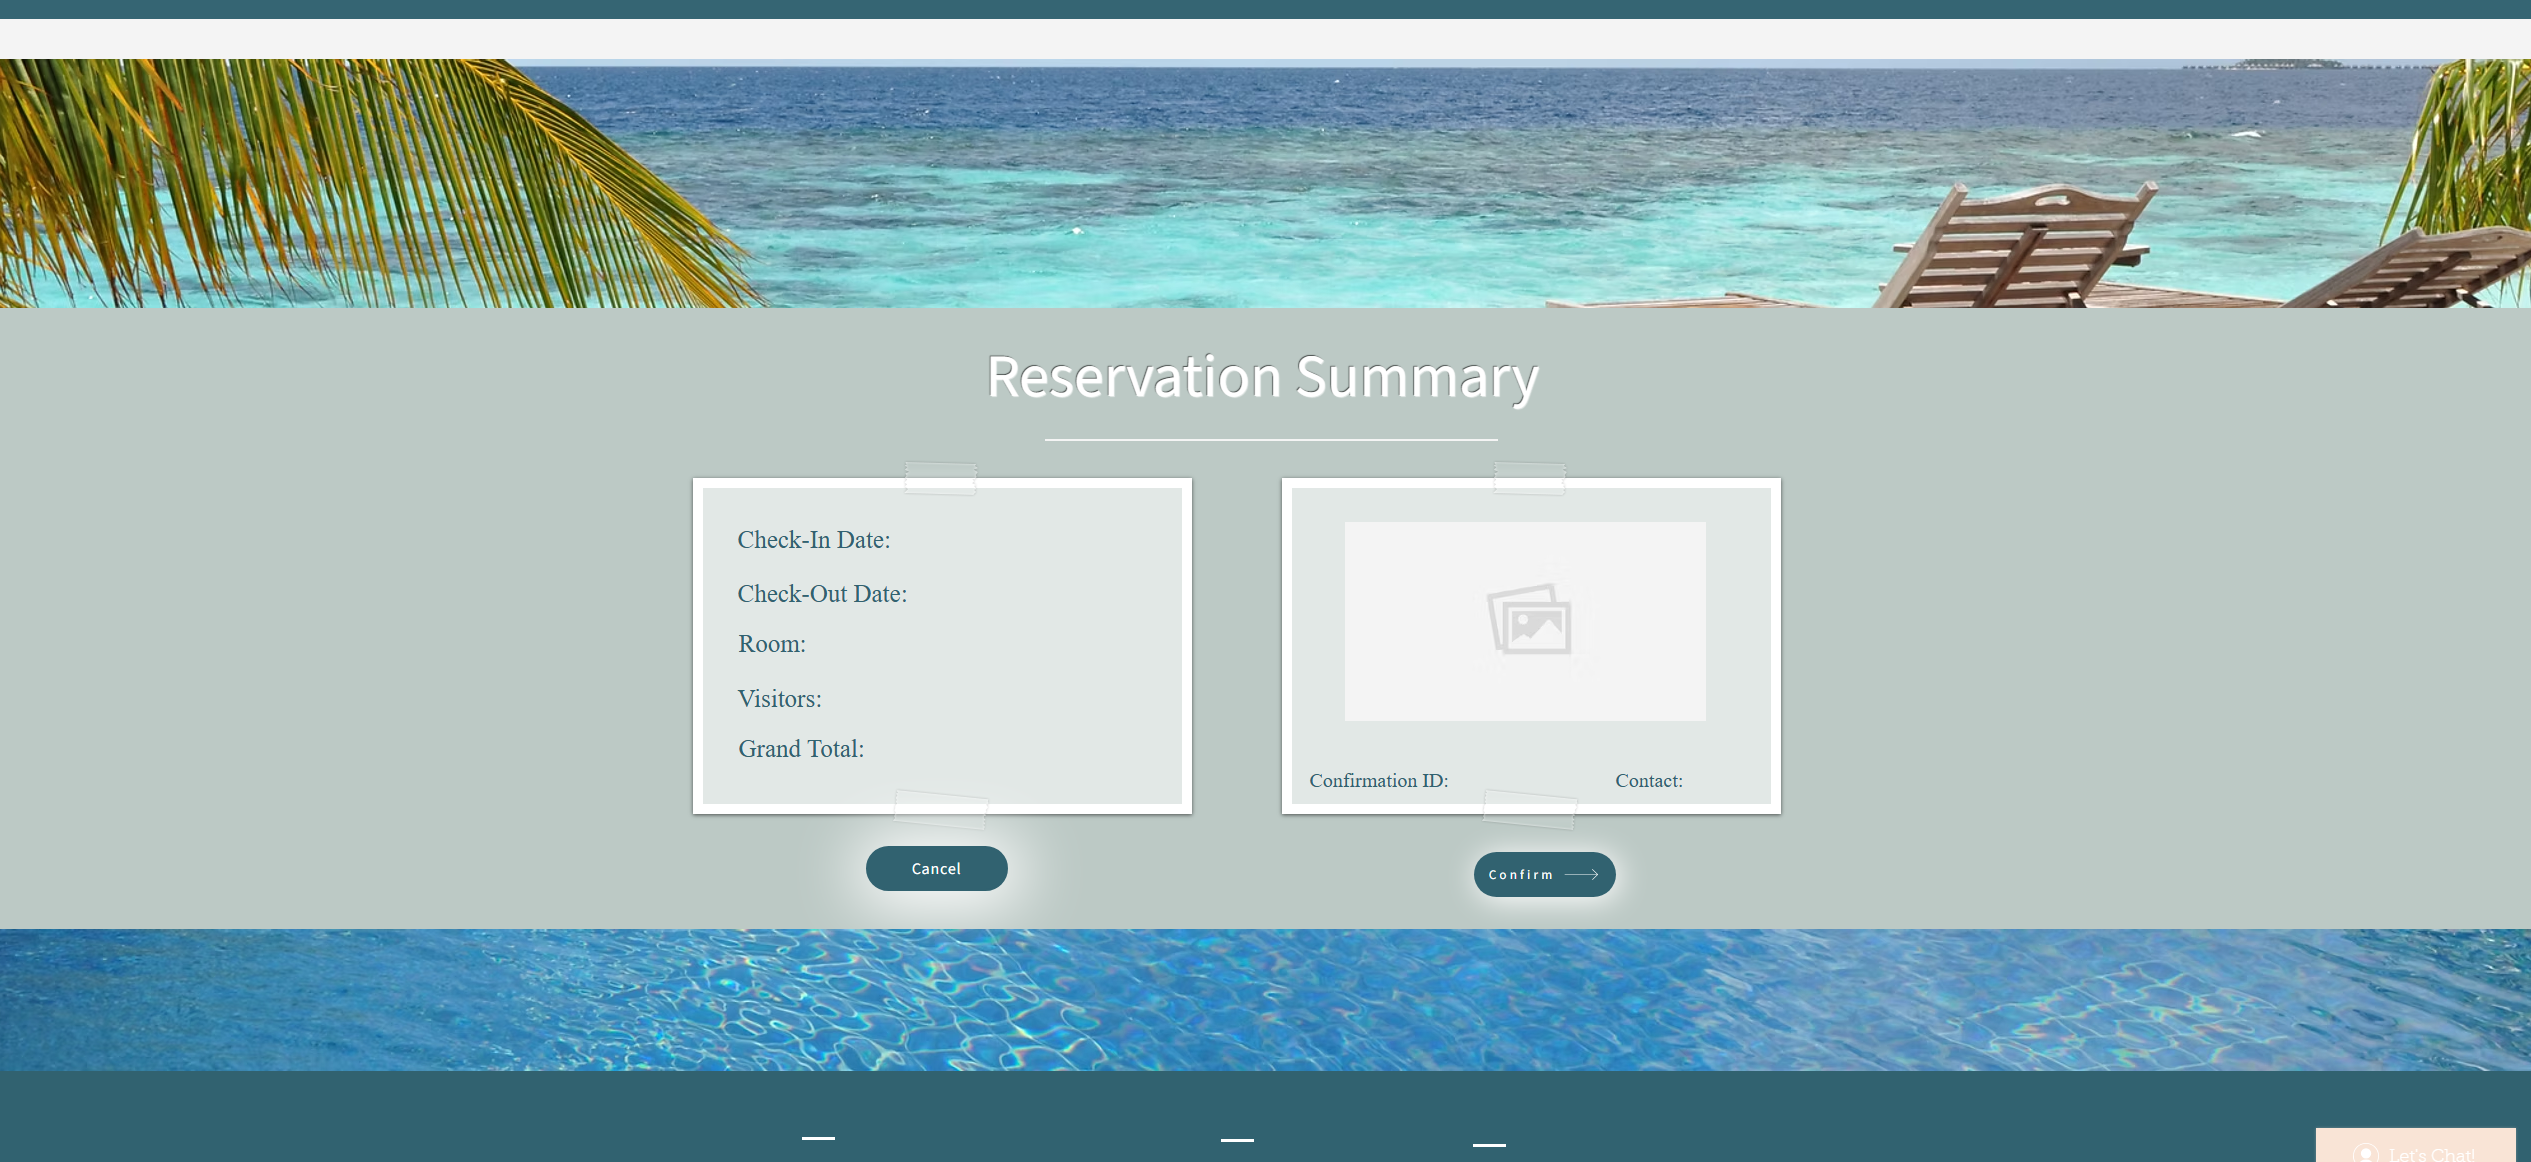 Reservation Summary
Check-In Date:
Check-Out Date:
Room:
Visitors:
Grand Total:
Confirmation ID:
Contact:
Cancel
Confirm
Let's Chat!